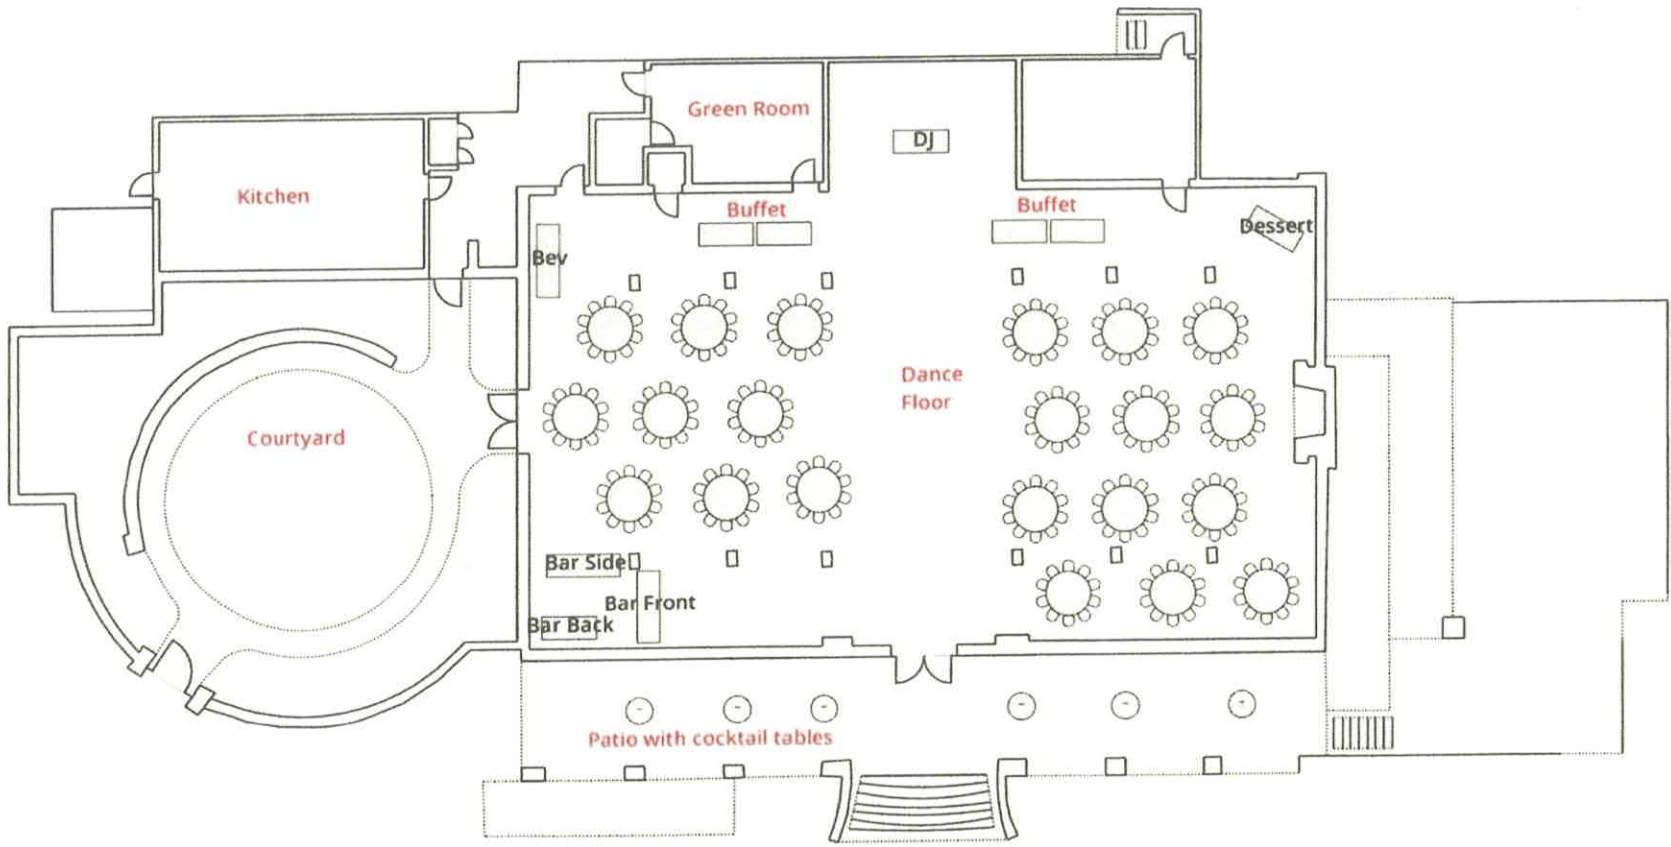 Green Room
DJ
Kitchen
Buffet
Buffet
Dessert
Bev
Dance
Floor
Courtyard
Bar Side
Bar Front
Bar Back
Patio with cocktail tables